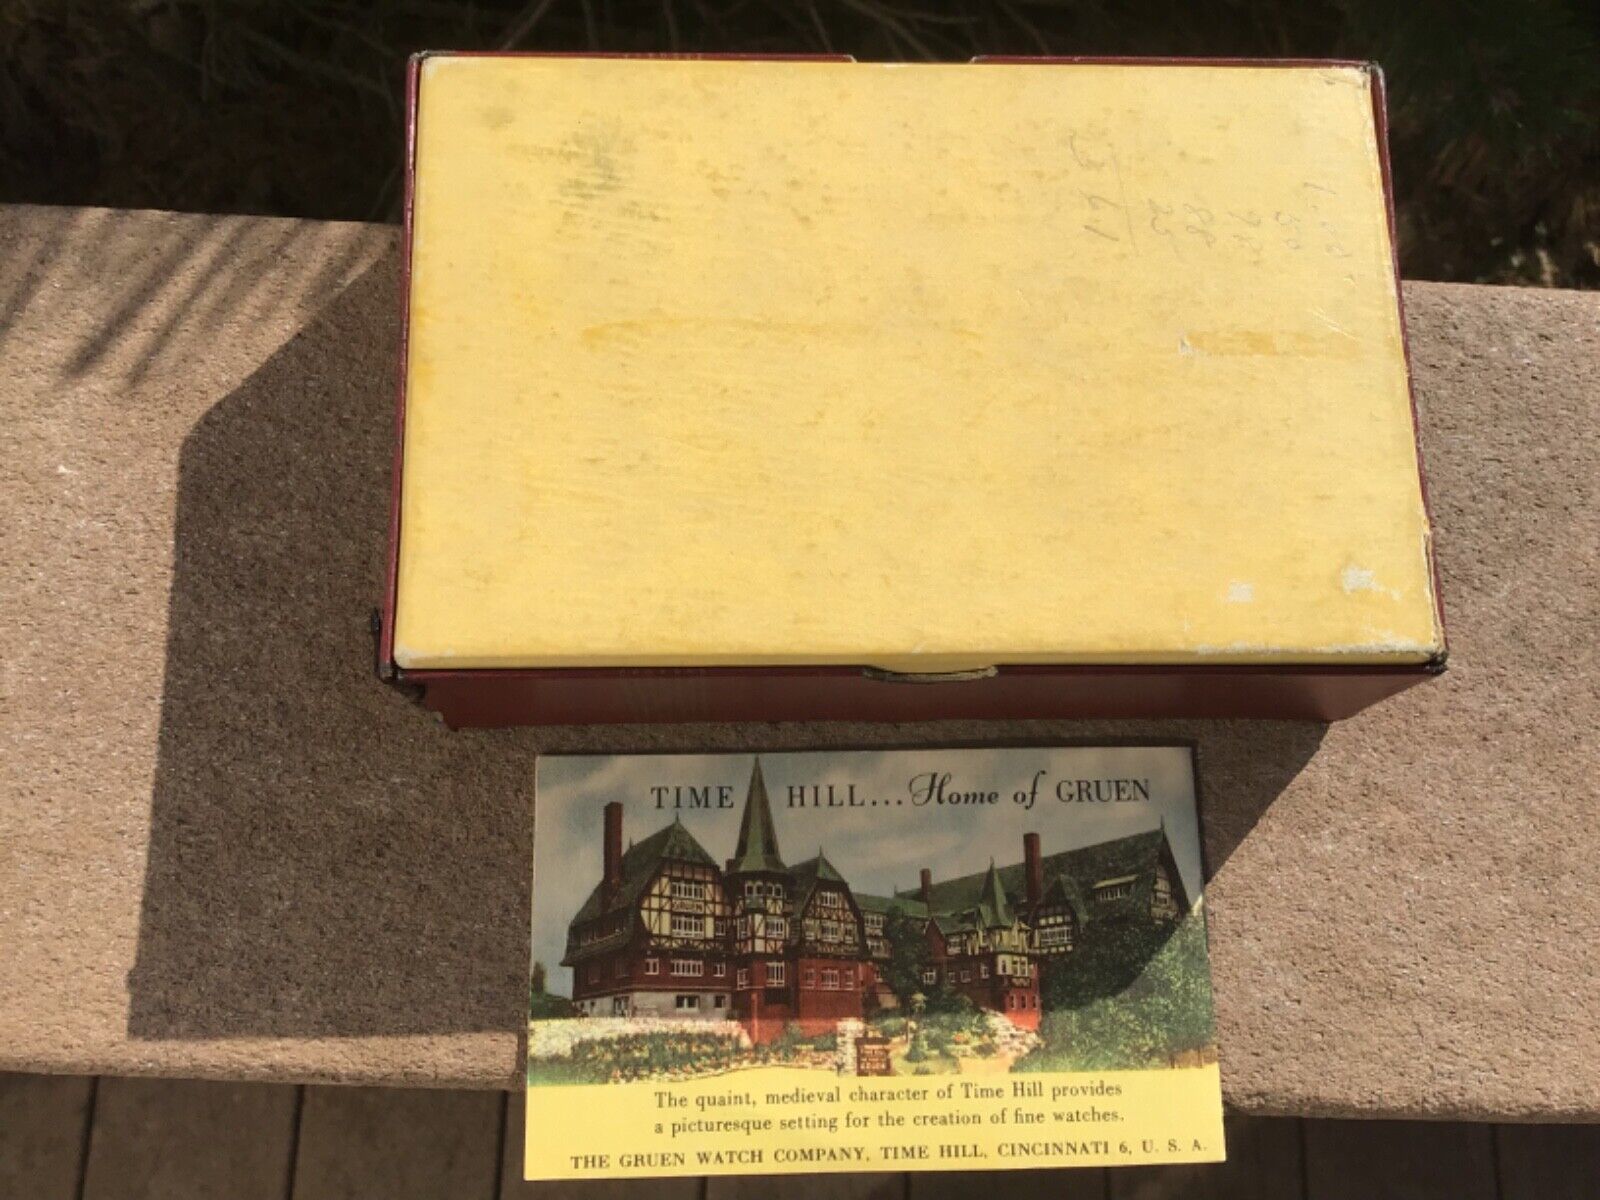 TIME HILL... Home of GRUEN
The quaint, medieval character of Time Hill provides
a picturesque setting for the creation of fine watches.
THE GRUEN WATCH COMPANY, TIME HILL, CINCINNATI 6, U. S. A.